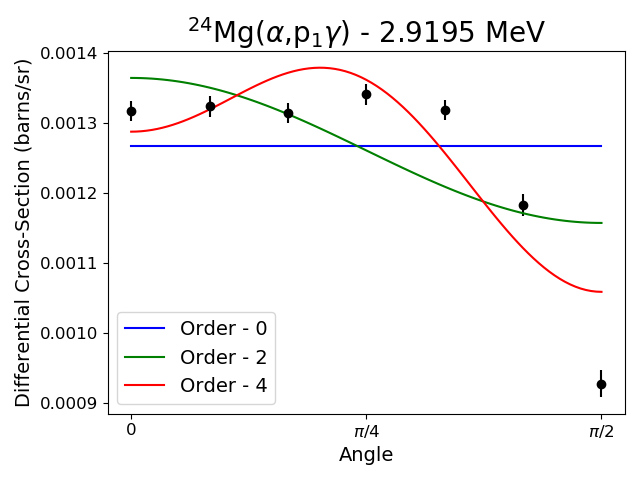 ²⁴Mg(α,p₁γ) - 2.9195 MeV
Differential Cross-Section (barns/sr)
0.0014
0.0013
0.0012
0.0011
0.0010
0.0009
Order - 0
Order - 2
Order - 4
0 π/4 π/2
Angle